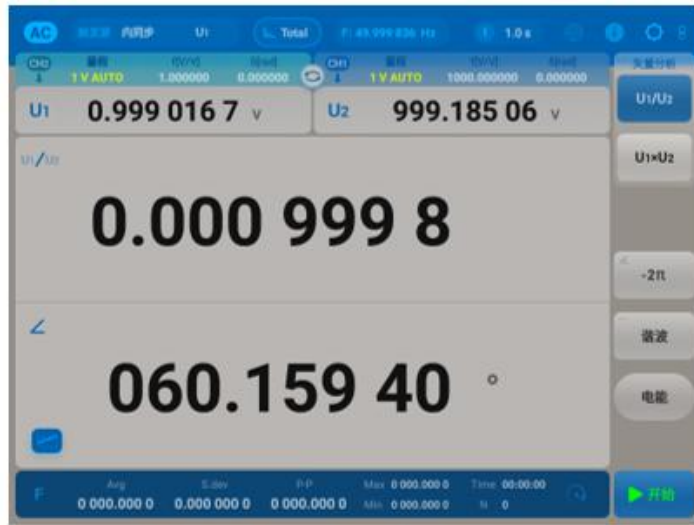 AC 内同步 U1 Total F: 49.999 836 Hz 1.0 s
CH2 量程 t[V/V] CH1 量程 t[V/V] 矢量分析
1 V AUTO 1.000000 0.000000 1 V AUTO 1000.000000 0.000000
U1 0.999 016 7 V U2 999.185 06 V U1/U2
U1/U2 U1×U2
0.000 999 8
-2π
∠ 谐波
060.159 40 °
电能
Avg S.dev P-P Max 0 000.000 0 Time 00:00:00
F 0 000.000 0 0.000 000 0 0 000.000 0 Min 0 000.000 0 N 0 开始